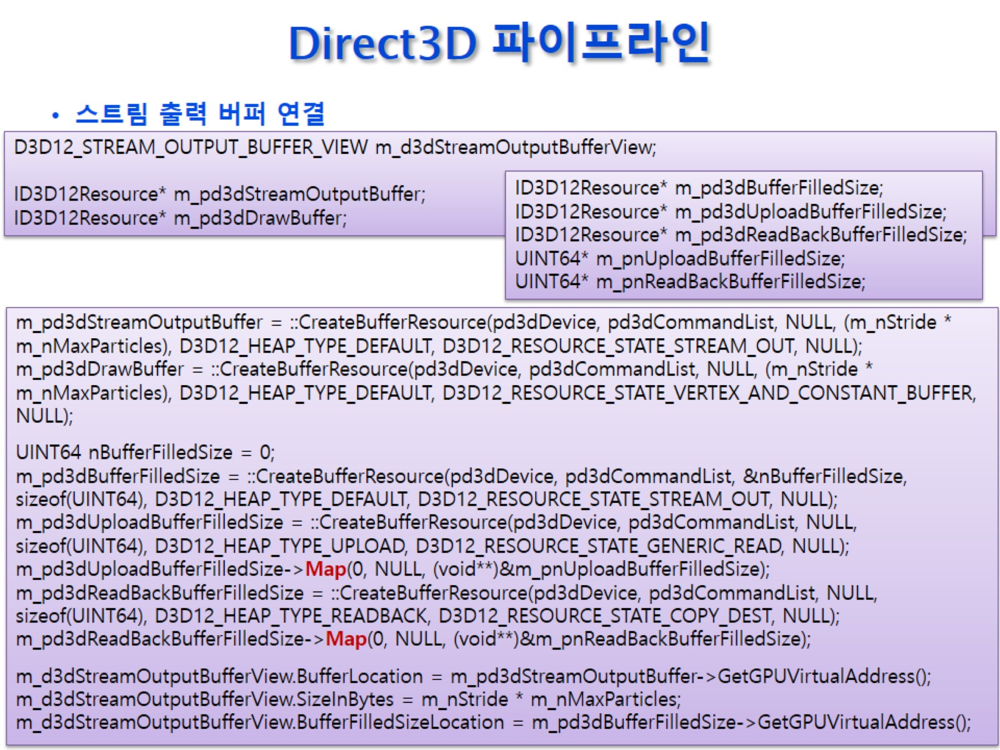 Direct3D 파이프라인
• 스트림 출력 버퍼 연결
D3D12_STREAM_OUTPUT_BUFFER_VIEW m_d3dStreamOutputBufferView;
ID3D12Resource* m_pd3dStreamOutputBuffer;
ID3D12Resource* m_pd3dDrawBuffer;
ID3D12Resource* m_pd3dBufferFilledSize;
ID3D12Resource* m_pd3dUploadBufferFilledSize;
ID3D12Resource* m_pd3dReadBackBufferFilledSize;
UINT64* m_pnUploadBufferFilledSize;
UINT64* m_pnReadBackBufferFilledSize;
m_pd3dStreamOutputBuffer = ::CreateBufferResource(pd3dDevice, pd3dCommandList, NULL, (m_nStride *
m_nMaxParticles), D3D12_HEAP_TYPE_DEFAULT, D3D12_RESOURCE_STATE_STREAM_OUT, NULL);
m_pd3dDrawBuffer = ::CreateBufferResource(pd3dDevice, pd3dCommandList, NULL, (m_nStride *
m_nMaxParticles), D3D12_HEAP_TYPE_DEFAULT, D3D12_RESOURCE_STATE_VERTEX_AND_CONSTANT_BUFFER,
NULL);
UINT64 nBufferFilledSize = 0;
m_pd3dBufferFilledSize = ::CreateBufferResource(pd3dDevice, pd3dCommandList, &nBufferFilledSize,
sizeof(UINT64), D3D12_HEAP_TYPE_DEFAULT, D3D12_RESOURCE_STATE_STREAM_OUT, NULL);
m_pd3dUploadBufferFilledSize = ::CreateBufferResource(pd3dDevice, pd3dCommandList, NULL,
sizeof(UINT64), D3D12_HEAP_TYPE_UPLOAD, D3D12_RESOURCE_STATE_GENERIC_READ, NULL);
m_pd3dUploadBufferFilledSize->Map(0, NULL, (void**)&m_pnUploadBufferFilledSize);
m_pd3dReadBackBufferFilledSize = ::CreateBufferResource(pd3dDevice, pd3dCommandList, NULL,
sizeof(UINT64), D3D12_HEAP_TYPE_READBACK, D3D12_RESOURCE_STATE_COPY_DEST, NULL);
m_pd3dReadBackBufferFilledSize->Map(0, NULL, (void**)&m_pnReadBackBufferFilledSize);
m_d3dStreamOutputBufferView.BufferLocation = m_pd3dStreamOutputBuffer->GetGPUVirtualAddress();
m_d3dStreamOutputBufferView.SizeInBytes = m_nStride * m_nMaxParticles;
m_d3dStreamOutputBufferView.BufferFilledSizeLocation = m_pd3dBufferFilledSize->GetGPUVirtualAddress();